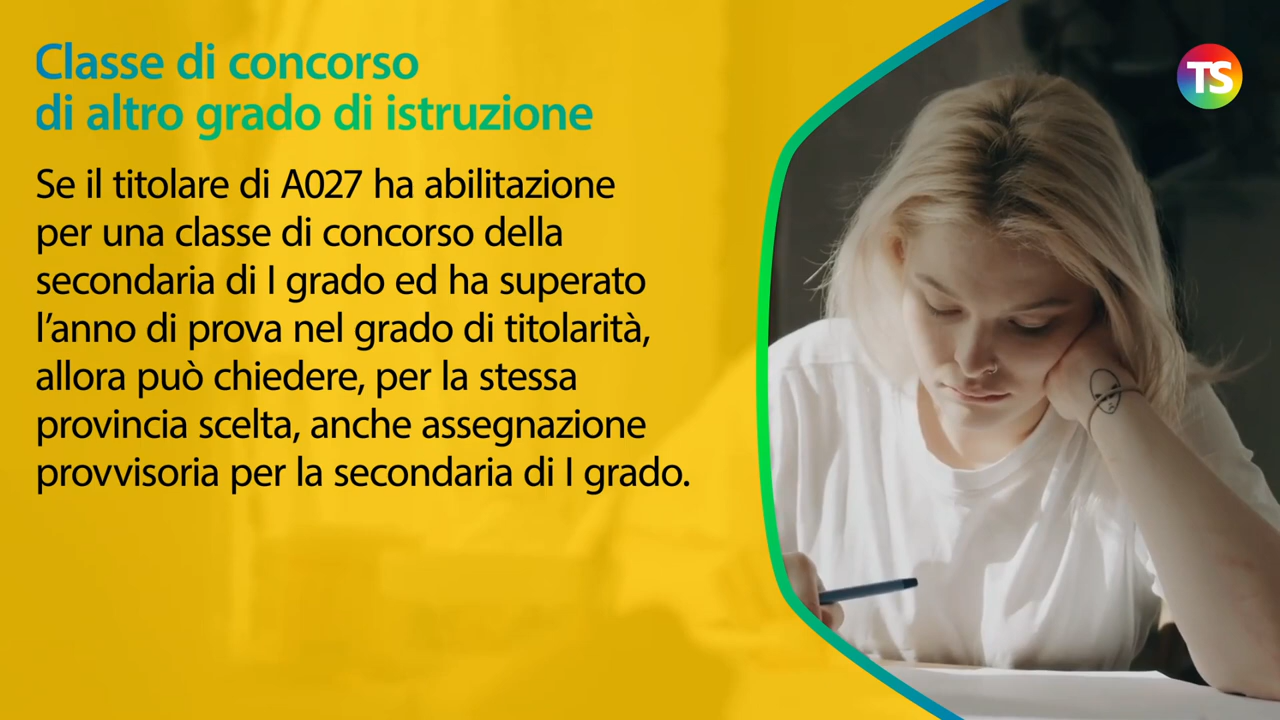 Classe di concorso
di altro grado di istruzione
TS
Se il titolare di A027 ha abilitazione
per una classe di concorso della
secondaria di I grado ed ha superato
l’anno di prova nel grado di titolarità,
allora può chiedere, per la stessa
provincia scelta, anche assegnazione
provvisoria per la secondaria di I grado.